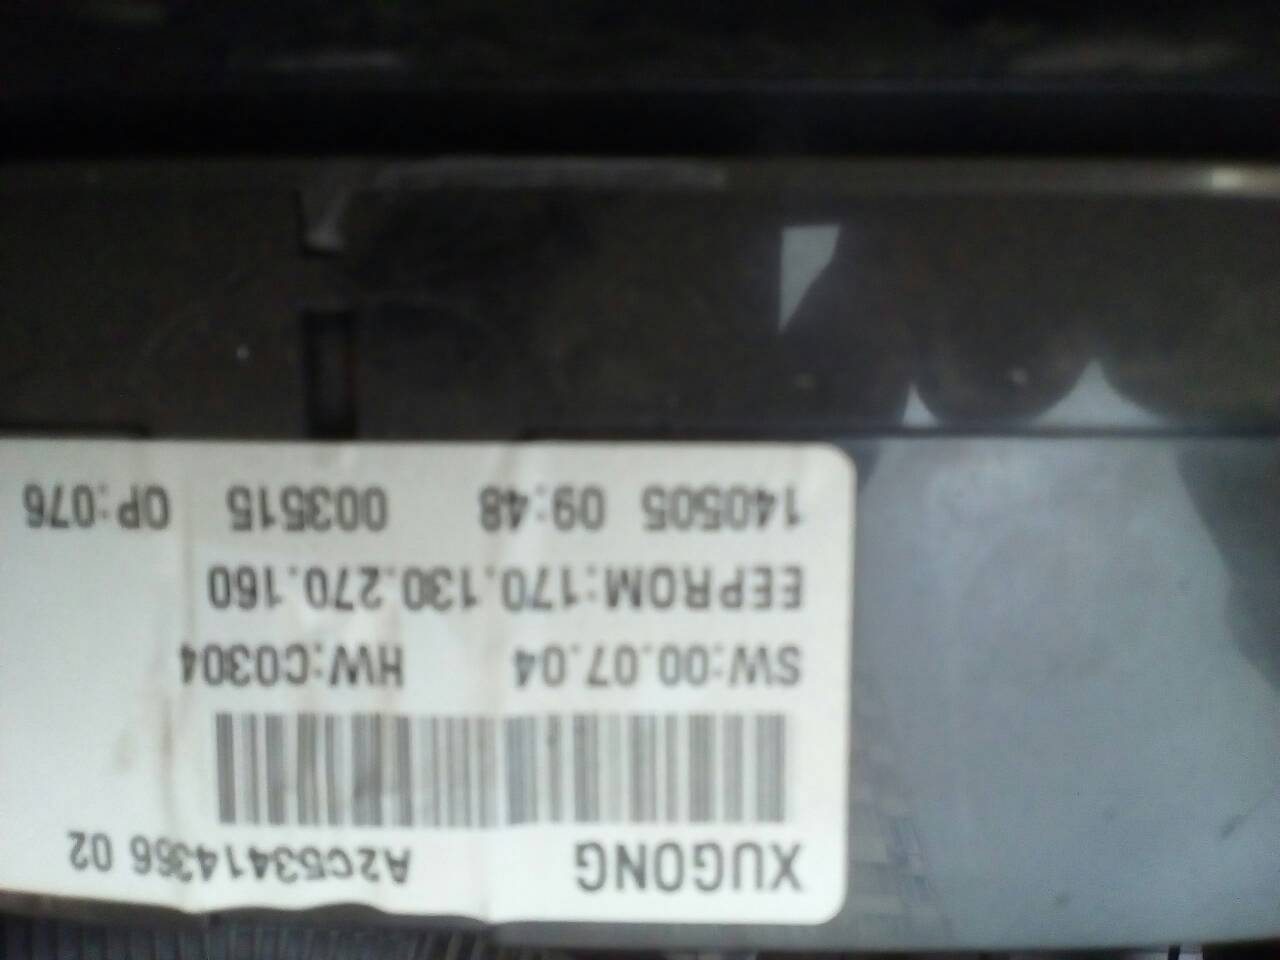 XUGONG A2C53414366 02
SW:00.07.04 HW:C0304
EEPROM:170.130.270.160
140505 09:48 003515 OP:076